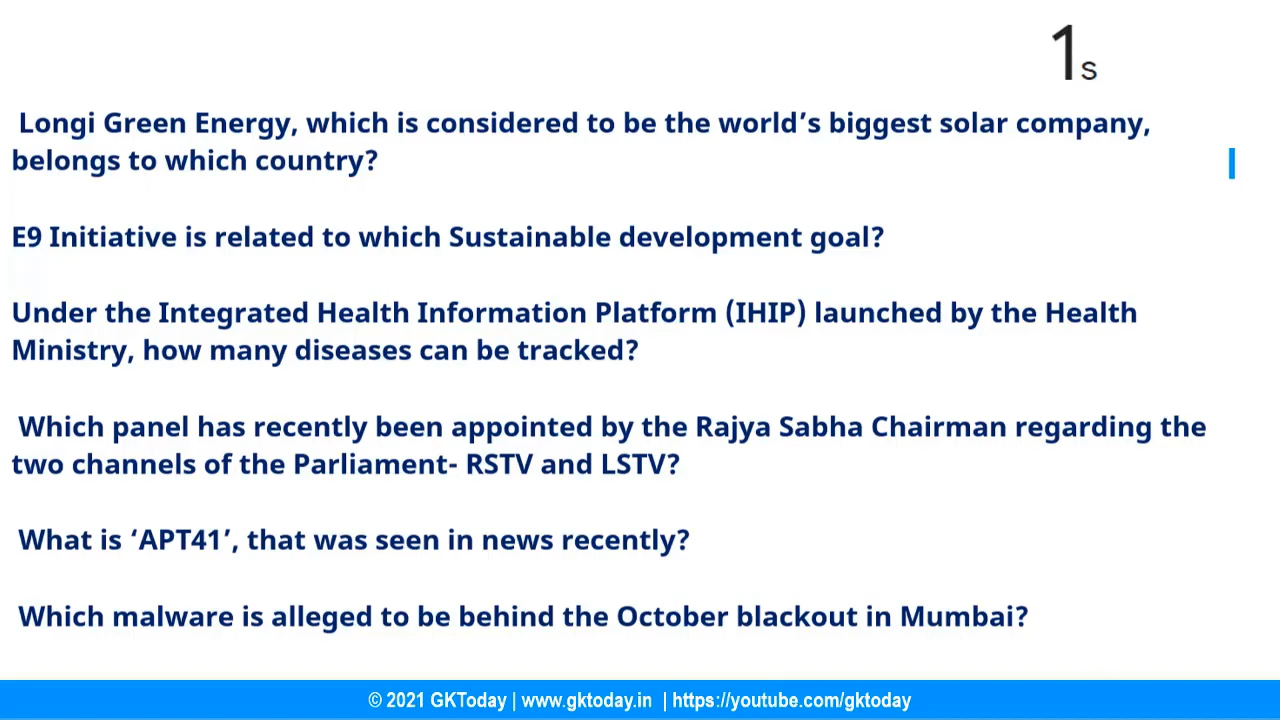 1s
Longi Green Energy, which is considered to be the world’s biggest solar company,
belongs to which country?
E9 Initiative is related to which Sustainable development goal?
Under the Integrated Health Information Platform (IHIP) launched by the Health
Ministry, how many diseases can be tracked?
Which panel has recently been appointed by the Rajya Sabha Chairman regarding the
two channels of the Parliament- RSTV and LSTV?
What is ‘APT41’, that was seen in news recently?
Which malware is alleged to be behind the October blackout in Mumbai?
© 2021 GKToday | www.gktoday.in | https://youtube.com/gktoday